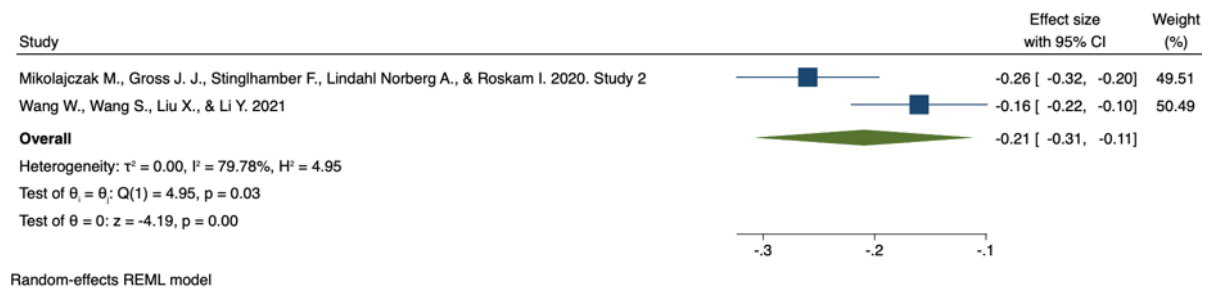 Effect size Weight
Study with 95% CI (%)
Mikolajczak M., Gross J. J., Stinglhamber F., Lindahl Norberg A., & Roskam I. 2020. Study 2 -0.26 [ -0.32, -0.20] 49.51
Wang W., Wang S., Liu X., & Li Y. 2021 -0.16 [ -0.22, -0.10] 50.49
Overall -0.21 [ -0.31, -0.11]
Heterogeneity: τ² = 0.00, I² = 79.78%, H² = 4.95
Test of θᵢ = θⱼ: Q(1) = 4.95, p = 0.03
Test of θ = 0: z = -4.19, p = 0.00
-.3 -.2 -.1
Random-effects REML model